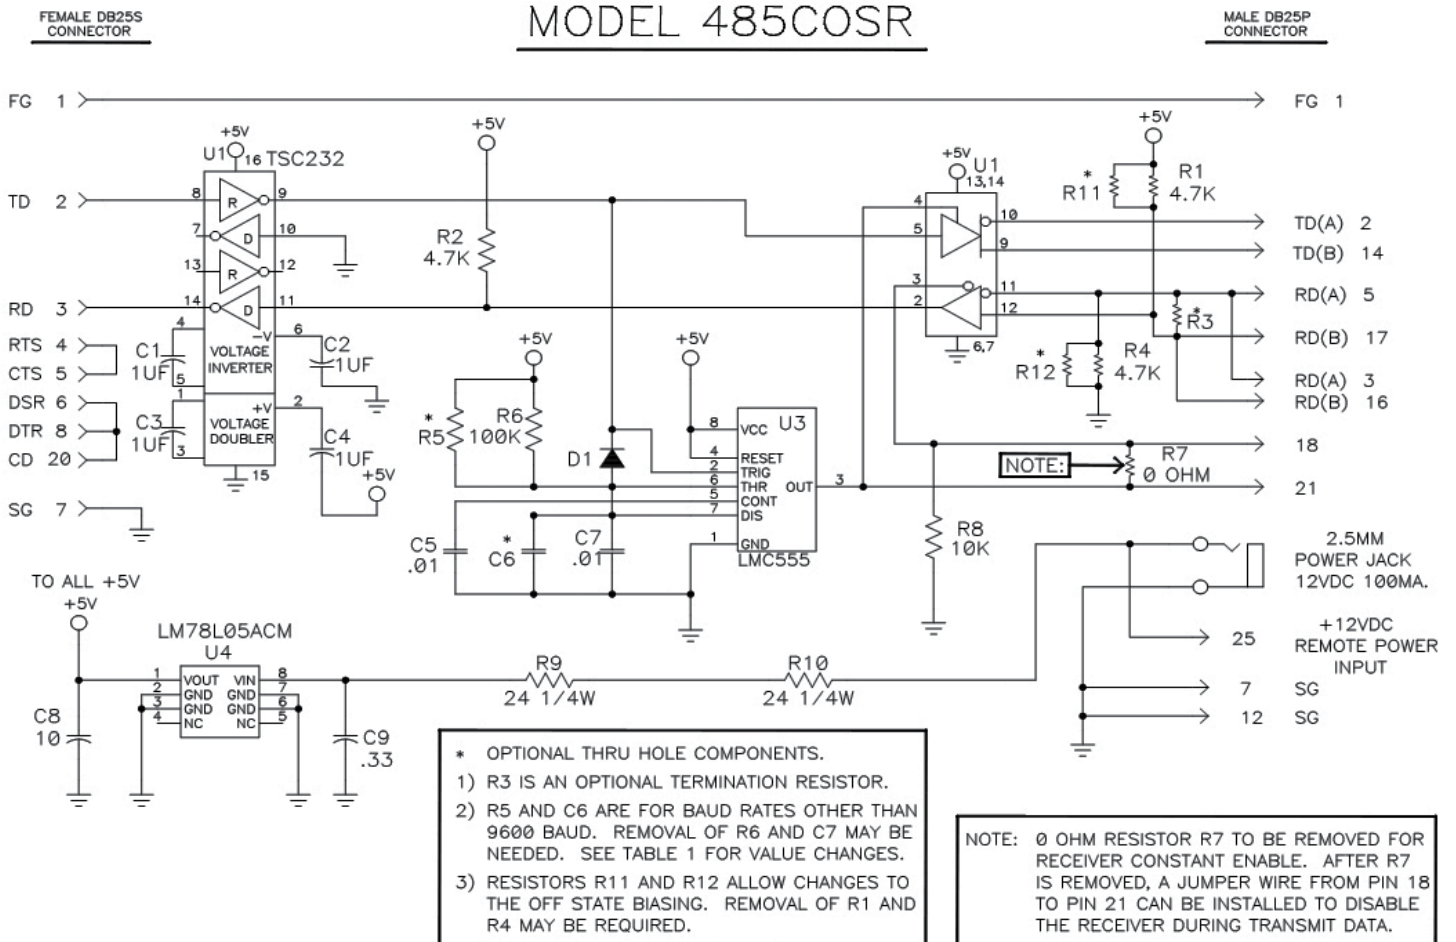 FEMALE DB25S
CONNECTOR
MODEL 485COSR
MALE DB25P
CONNECTOR
FG 1
FG 1
+5V
U1
16
TSC232
TD 2
8
R
9
7
D
10
13
R
12
RD 3
14
D
11
RTS 4
CTS 5
DSR 6
DTR 8
CD 20
SG 7
4
C1
1UF
5
−V
6
VOLTAGE
INVERTER
C2
1UF
1
C3
1UF
3
+V
2
VOLTAGE
DOUBLER
C4
1UF
+5V
15
+5V
R2
4.7K
+5V
*
R5
R6
100K
D1
C5
.01
*
C6
C7
.01
+5V
U3
8 VCC
4 RESET
2 TRIG
6 THR
5 CONT
7 DIS
1 GND
OUT 3
LMC555
+5V
U1
13,14
4
5
10
9
3
2
11
12
6,7
+5V
*
R11
R1
4.7K
TD(A) 2
TD(B) 14
RD(A) 5
*
R3
RD(B) 17
*
R12
R4
4.7K
RD(A) 3
RD(B) 16
18
NOTE:
R7
0 OHM
21
R8
10K
2.5MM
POWER JACK
12VDC 100MA.
25
+12VDC
REMOTE POWER
INPUT
7 SG
12 SG
TO ALL +5V
+5V
LM78L05ACM
U4
1 VOUT VIN 8
2 GND GND 7
3 GND GND 6
4 NC NC 5
C8
10
C9
.33
R9
24 1/4W
R10
24 1/4W
* OPTIONAL THRU HOLE COMPONENTS.
1) R3 IS AN OPTIONAL TERMINATION RESISTOR.
2) R5 AND C6 ARE FOR BAUD RATES OTHER THAN
9600 BAUD. REMOVAL OF R6 AND C7 MAY BE
NEEDED. SEE TABLE 1 FOR VALUE CHANGES.
3) RESISTORS R11 AND R12 ALLOW CHANGES TO
THE OFF STATE BIASING. REMOVAL OF R1 AND
R4 MAY BE REQUIRED.
NOTE: 0 OHM RESISTOR R7 TO BE REMOVED FOR
RECEIVER CONSTANT ENABLE. AFTER R7
IS REMOVED, A JUMPER WIRE FROM PIN 18
TO PIN 21 CAN BE INSTALLED TO DISABLE
THE RECEIVER DURING TRANSMIT DATA.